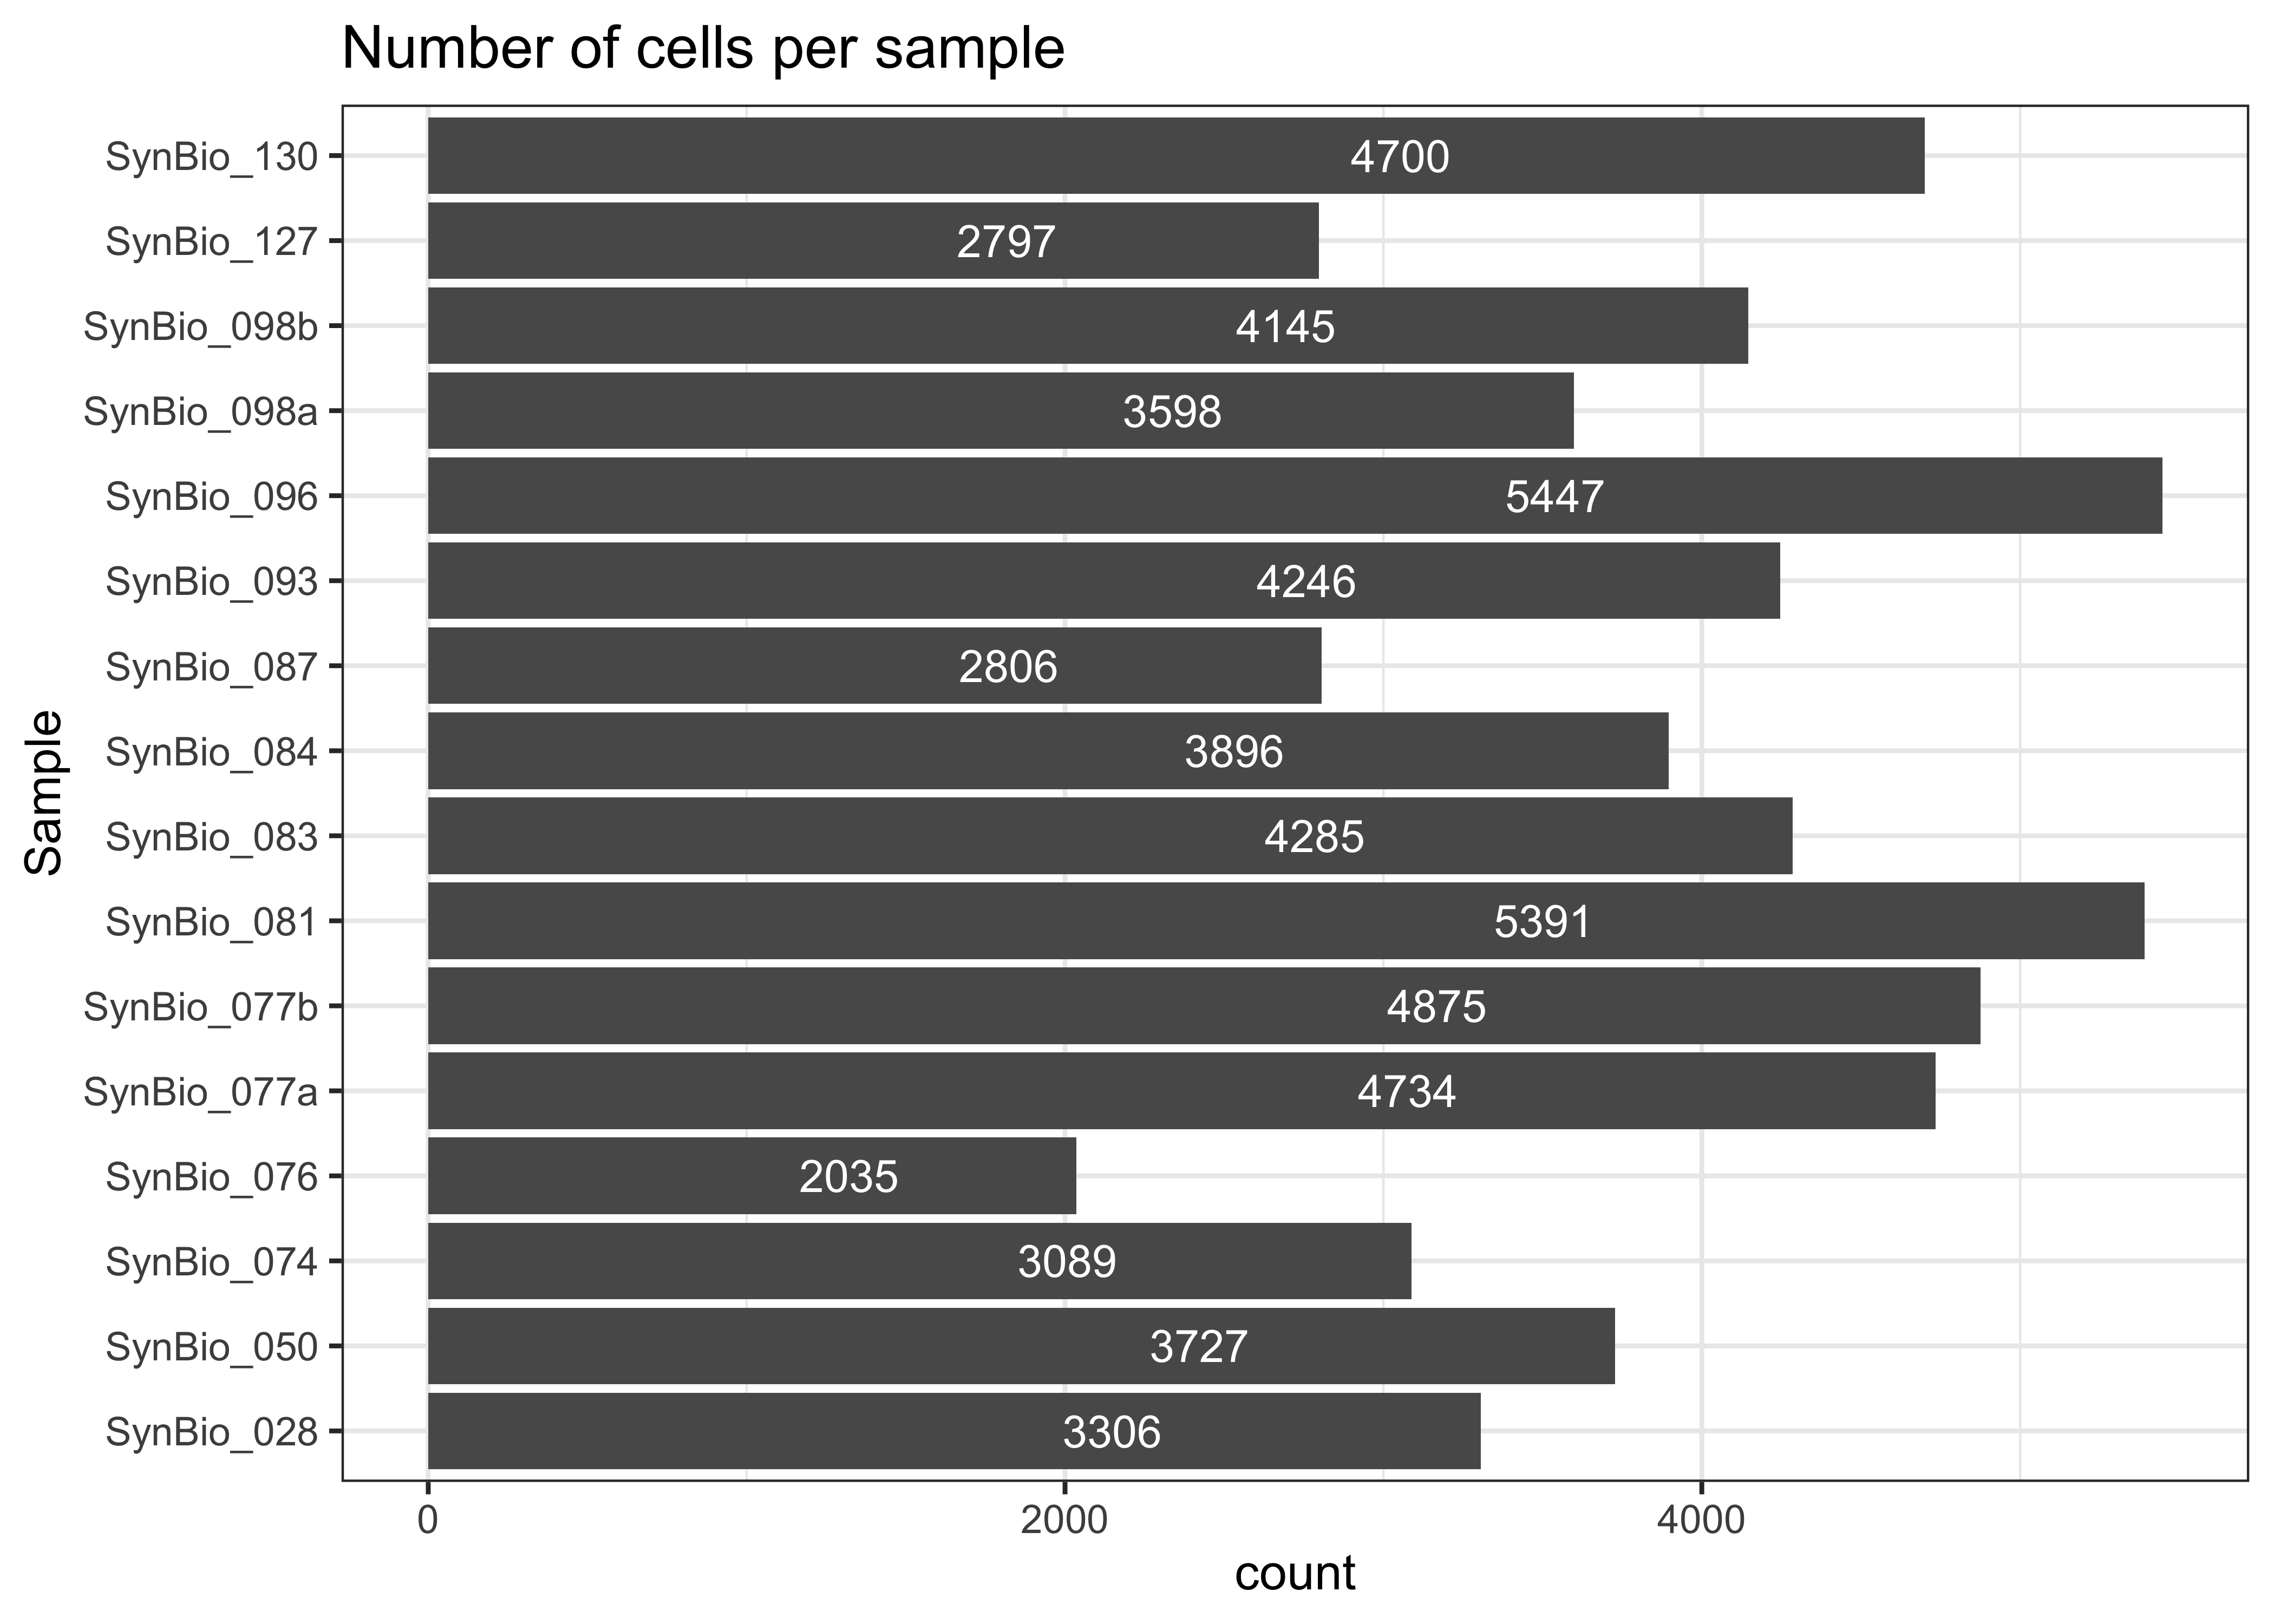 Number of cells per sample
SynBio_130 4700
SynBio_127 2797
SynBio_098b 4145
SynBio_098a 3598
SynBio_096 5447
SynBio_093 4246
SynBio_087 2806
SynBio_084 3896
SynBio_083 4285
SynBio_081 5391
SynBio_077b 4875
SynBio_077a 4734
SynBio_076 2035
SynBio_074 3089
SynBio_050 3727
SynBio_028 3306
Sample
0 2000 4000
count